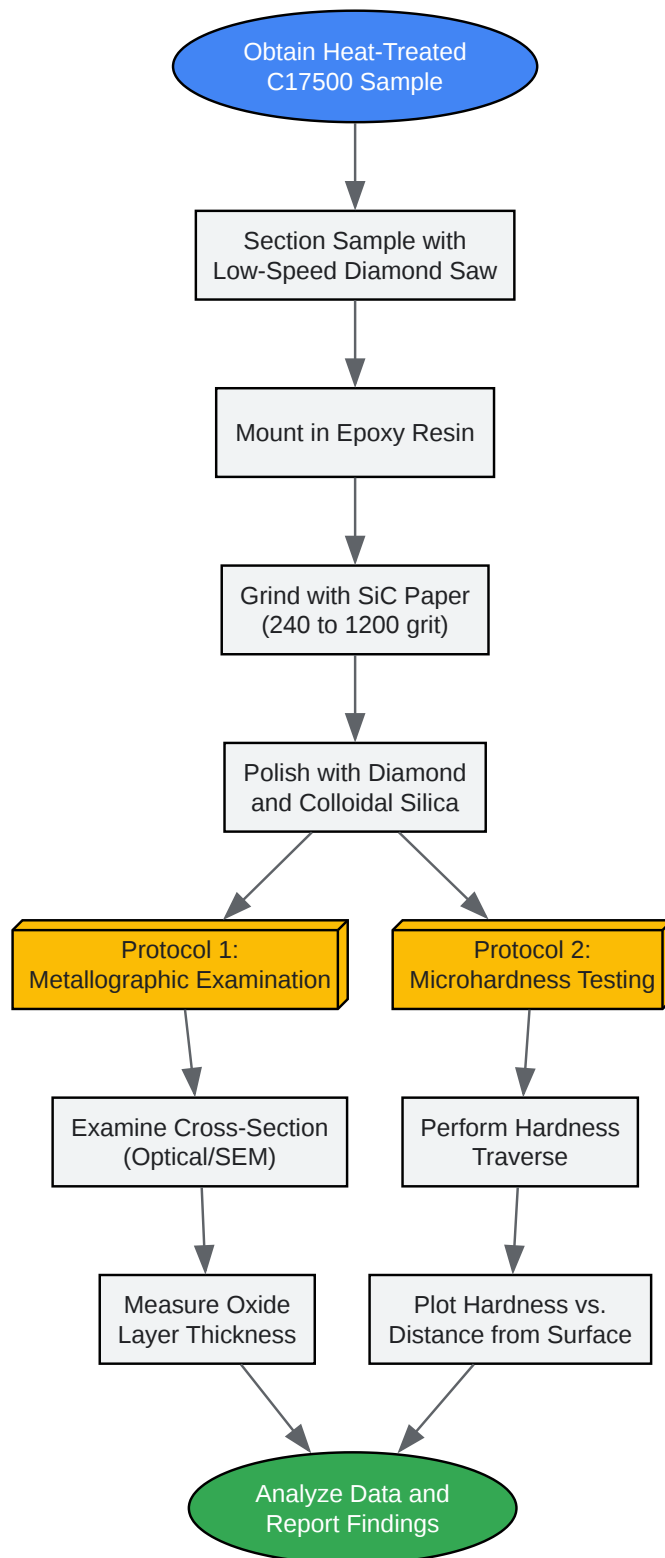 Obtain Heat-Treated
C17500 Sample
Section Sample with
Low-Speed Diamond Saw
Mount in Epoxy Resin
Grind with SiC Paper
(240 to 1200 grit)
Polish with Diamond
and Colloidal Silica
Protocol 1:
Metallographic Examination
Protocol 2:
Microhardness Testing
Examine Cross-Section
(Optical/SEM)
Perform Hardness
Traverse
Measure Oxide
Layer Thickness
Plot Hardness vs.
Distance from Surface
Analyze Data and
Report Findings